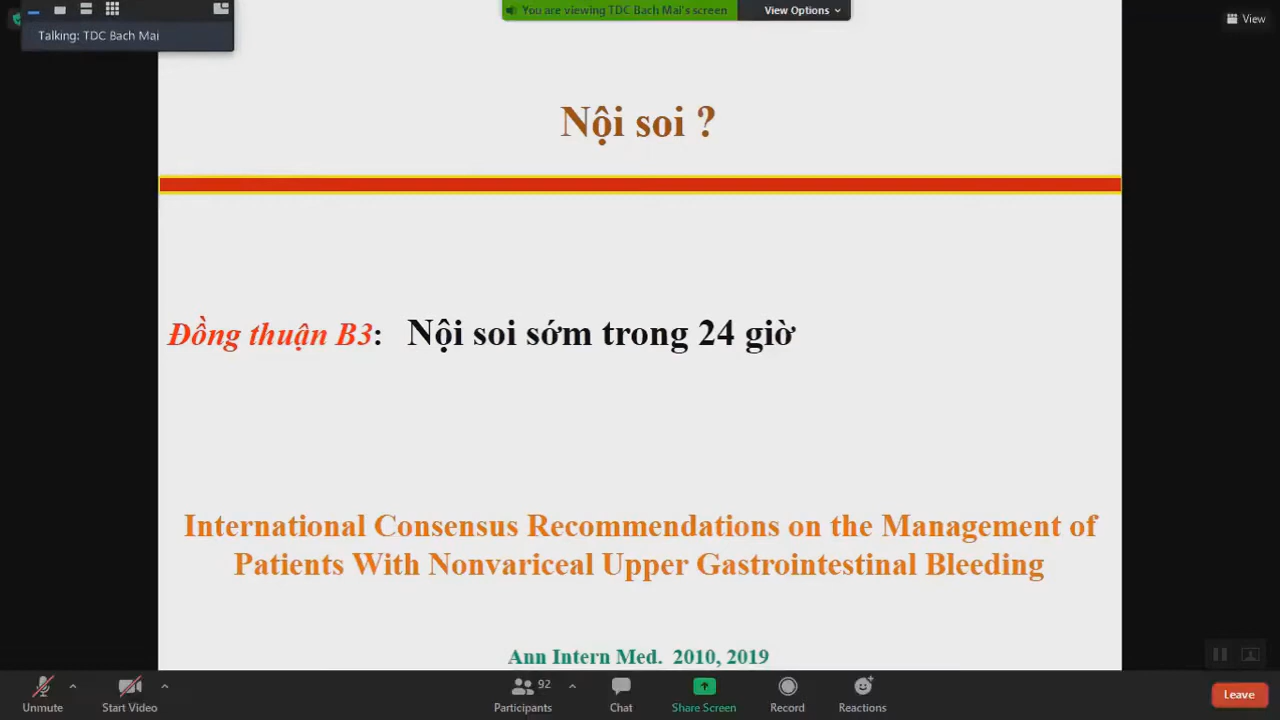 You are viewing TDC Bach Mai's screen
View Options
View
Talking: TDC Bach Mai
Nội soi ?
Đồng thuận B3: Nội soi sớm trong 24 giờ
International Consensus Recommendations on the Management of
Patients With Nonvariceal Upper Gastrointestinal Bleeding
Ann Intern Med. 2010, 2019
Unmute
Start Video
92
Participants
Chat
Share Screen
Record
Reactions
Leave